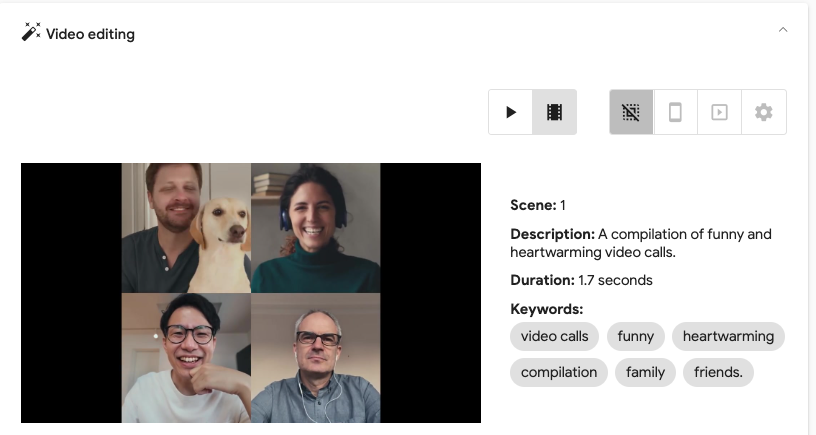 Video editing
Scene: 1
Description: A compilation of funny and
heartwarming video calls.
Duration: 1.7 seconds
Keywords:
video calls funny heartwarming
compilation family friends.